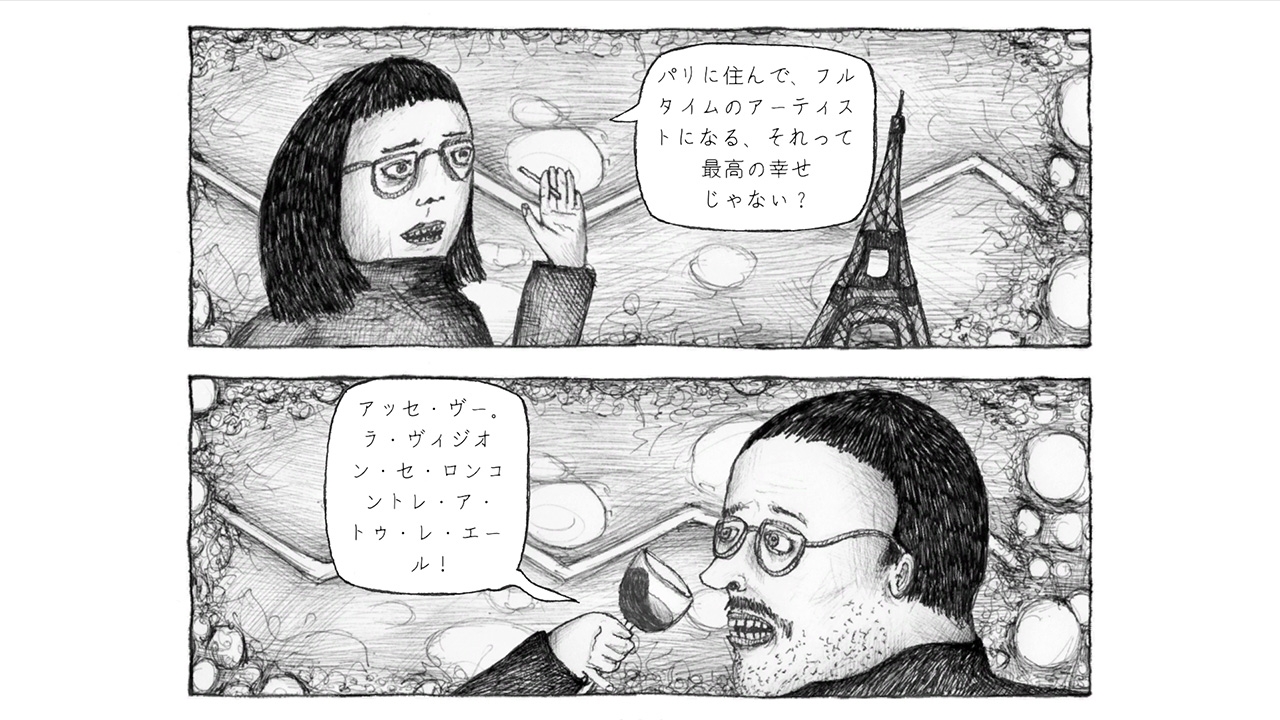 パリに住んで、フル
タイムのアーティス
トになる、それって
最高の幸せ
じゃない？
アッセ・ヴー。
ラ・ヴィジオ
ン・セ・ロンコ
ントレ・ア・
トゥ・レ・エー
ル！